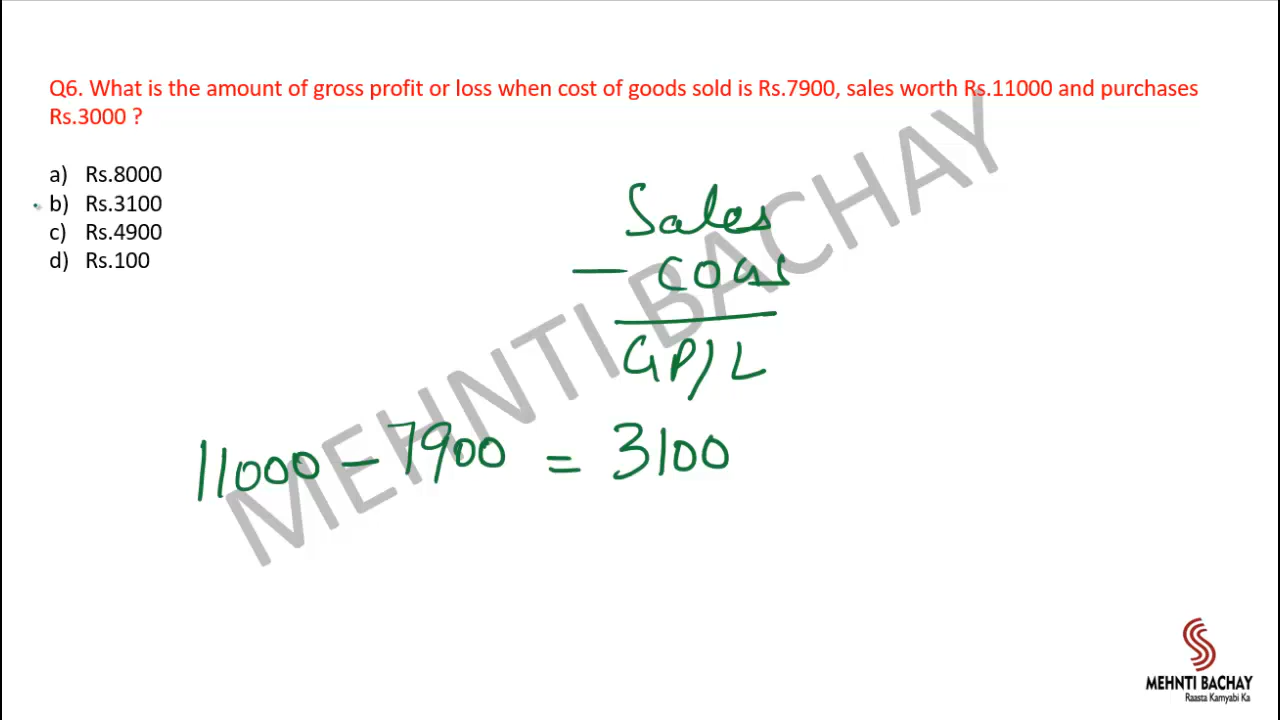 Q6. What is the amount of gross profit or loss when cost of goods sold is Rs.7900, sales worth Rs.11000 and purchases
Rs.3000 ?
a) Rs.8000
b) Rs.3100
c) Rs.4900
d) Rs.100
Sales
— COGS
GP/L
11000 — 7900 = 3100
MEHNTI BACHAY
MEHNTI BACHAY
Raasta Kamyabi Ka